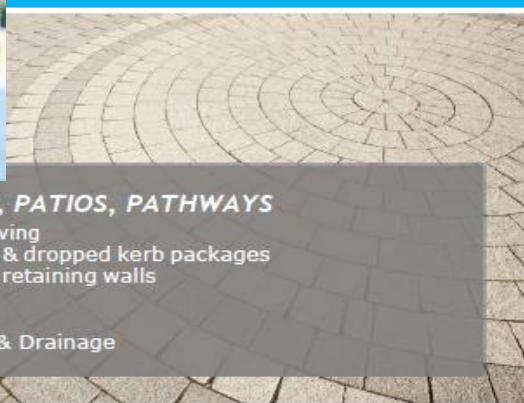 , PATIOS, PATHWAYS
ving
& dropped kerb packages
retaining walls
& Drainage